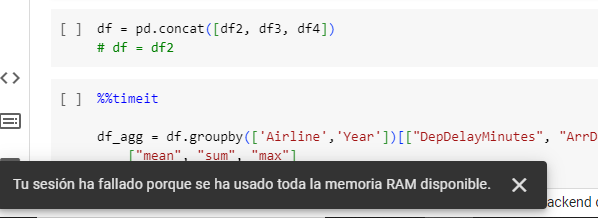 [ ] df = pd.concat([df2, df3, df4])
# df = df2
[ ] %%timeit
df_agg = df.groupby(['Airline','Year'])[["DepDelayMinutes", "ArrD
["mean", "sum", "max"]
Tu sesión ha fallado porque se ha usado toda la memoria RAM disponible.
ackend